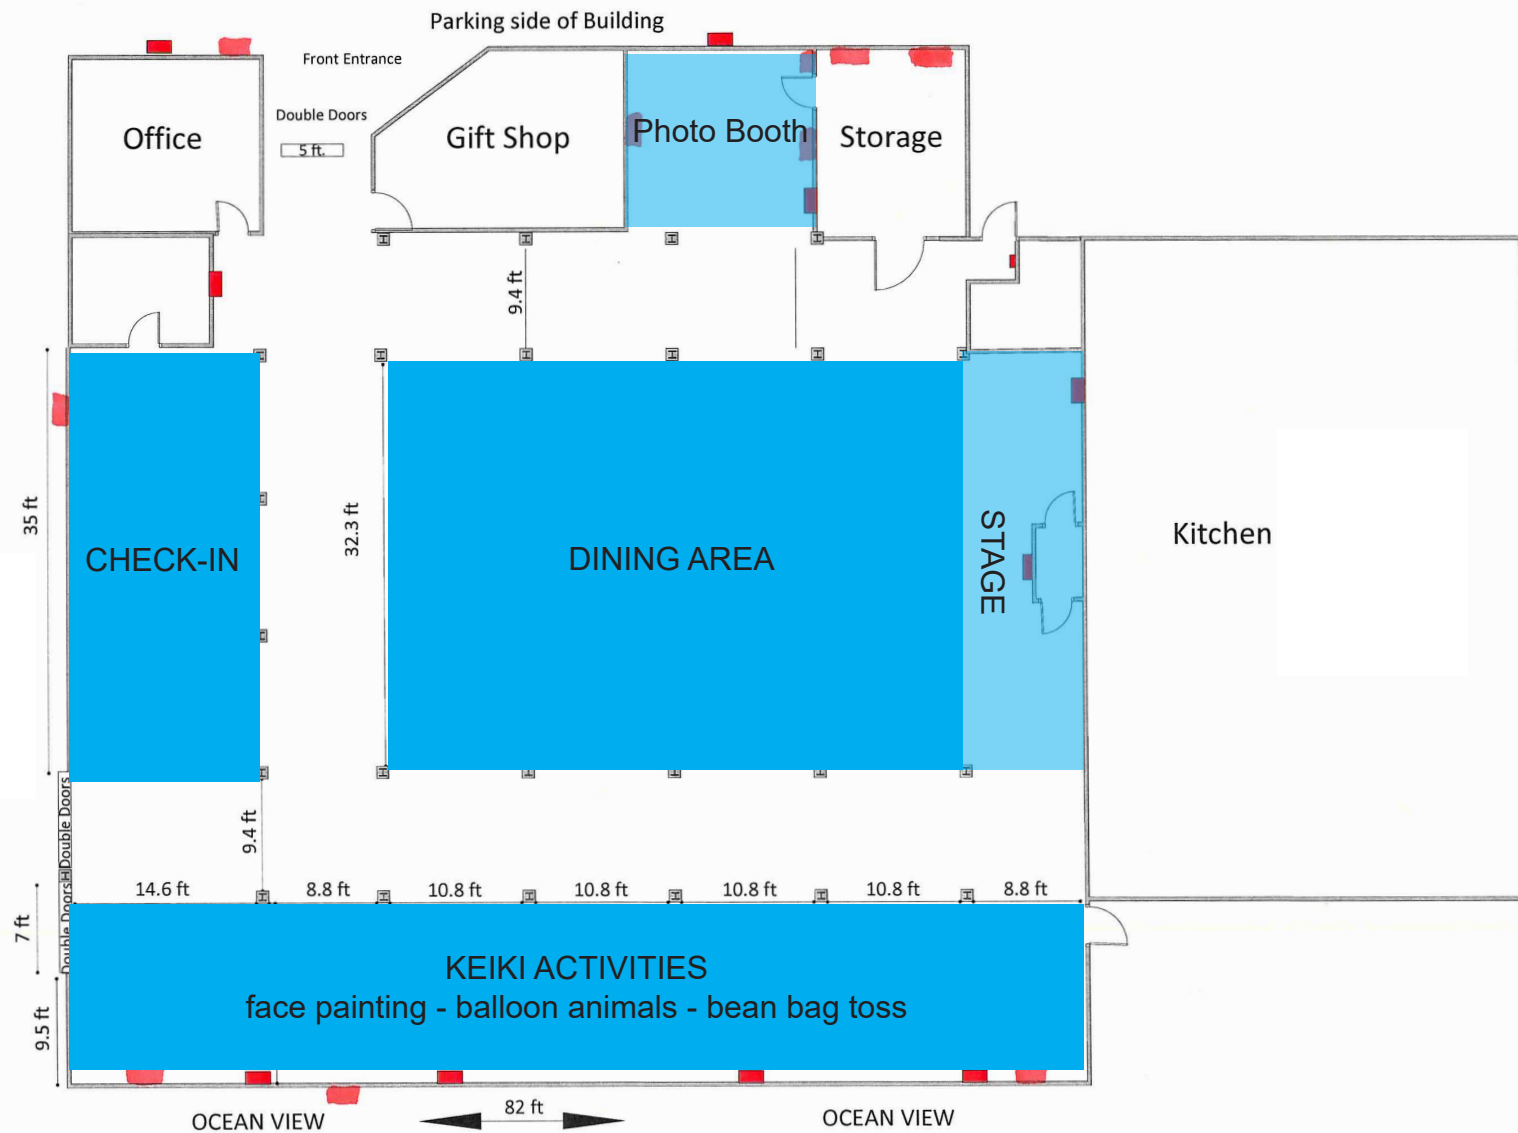 Parking side of Building
Front Entrance
Double Doors
5 ft.
Office
Gift Shop
Photo Booth
Storage
9.4 ft
35 ft
32.3 ft
CHECK-IN
DINING AREA
STAGE
Kitchen
Double Doors
9.4 ft
14.6 ft
8.8 ft
10.8 ft
10.8 ft
10.8 ft
10.8 ft
8.8 ft
Double Doors
7 ft
KEIKI ACTIVITIES
face painting - balloon animals - bean bag toss
9.5 ft
OCEAN VIEW
82 ft
OCEAN VIEW